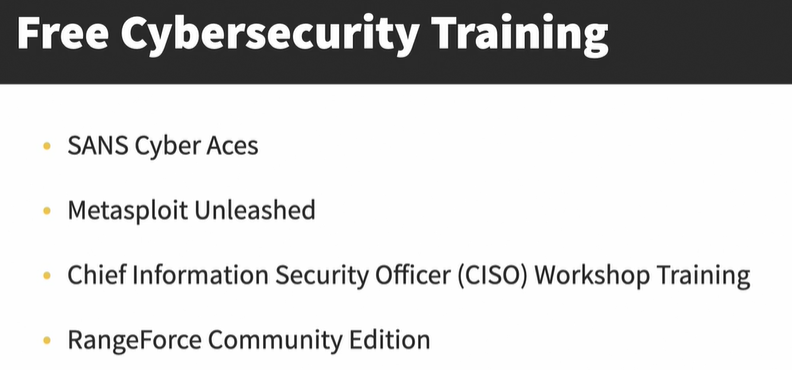 Free Cybersecurity Training
• SANS Cyber Aces
• Metasploit Unleashed
• Chief Information Security Officer (CISO) Workshop Training
• RangeForce Community Edition